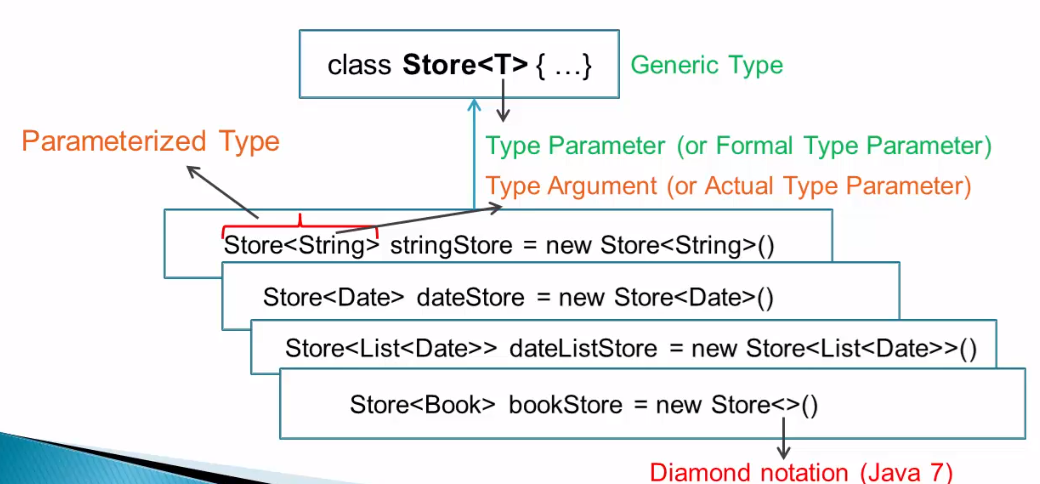 class Store<T> { ...} Generic Type
Parameterized Type
Type Parameter (or Formal Type Parameter)
Type Argument (or Actual Type Parameter)
Store<String> stringStore = new Store<String>()
Store<Date> dateStore = new Store<Date>()
Store<List<Date>> dateListStore = new Store<List<Date>>()
Store<Book> bookStore = new Store<>()
Diamond notation (Java 7)